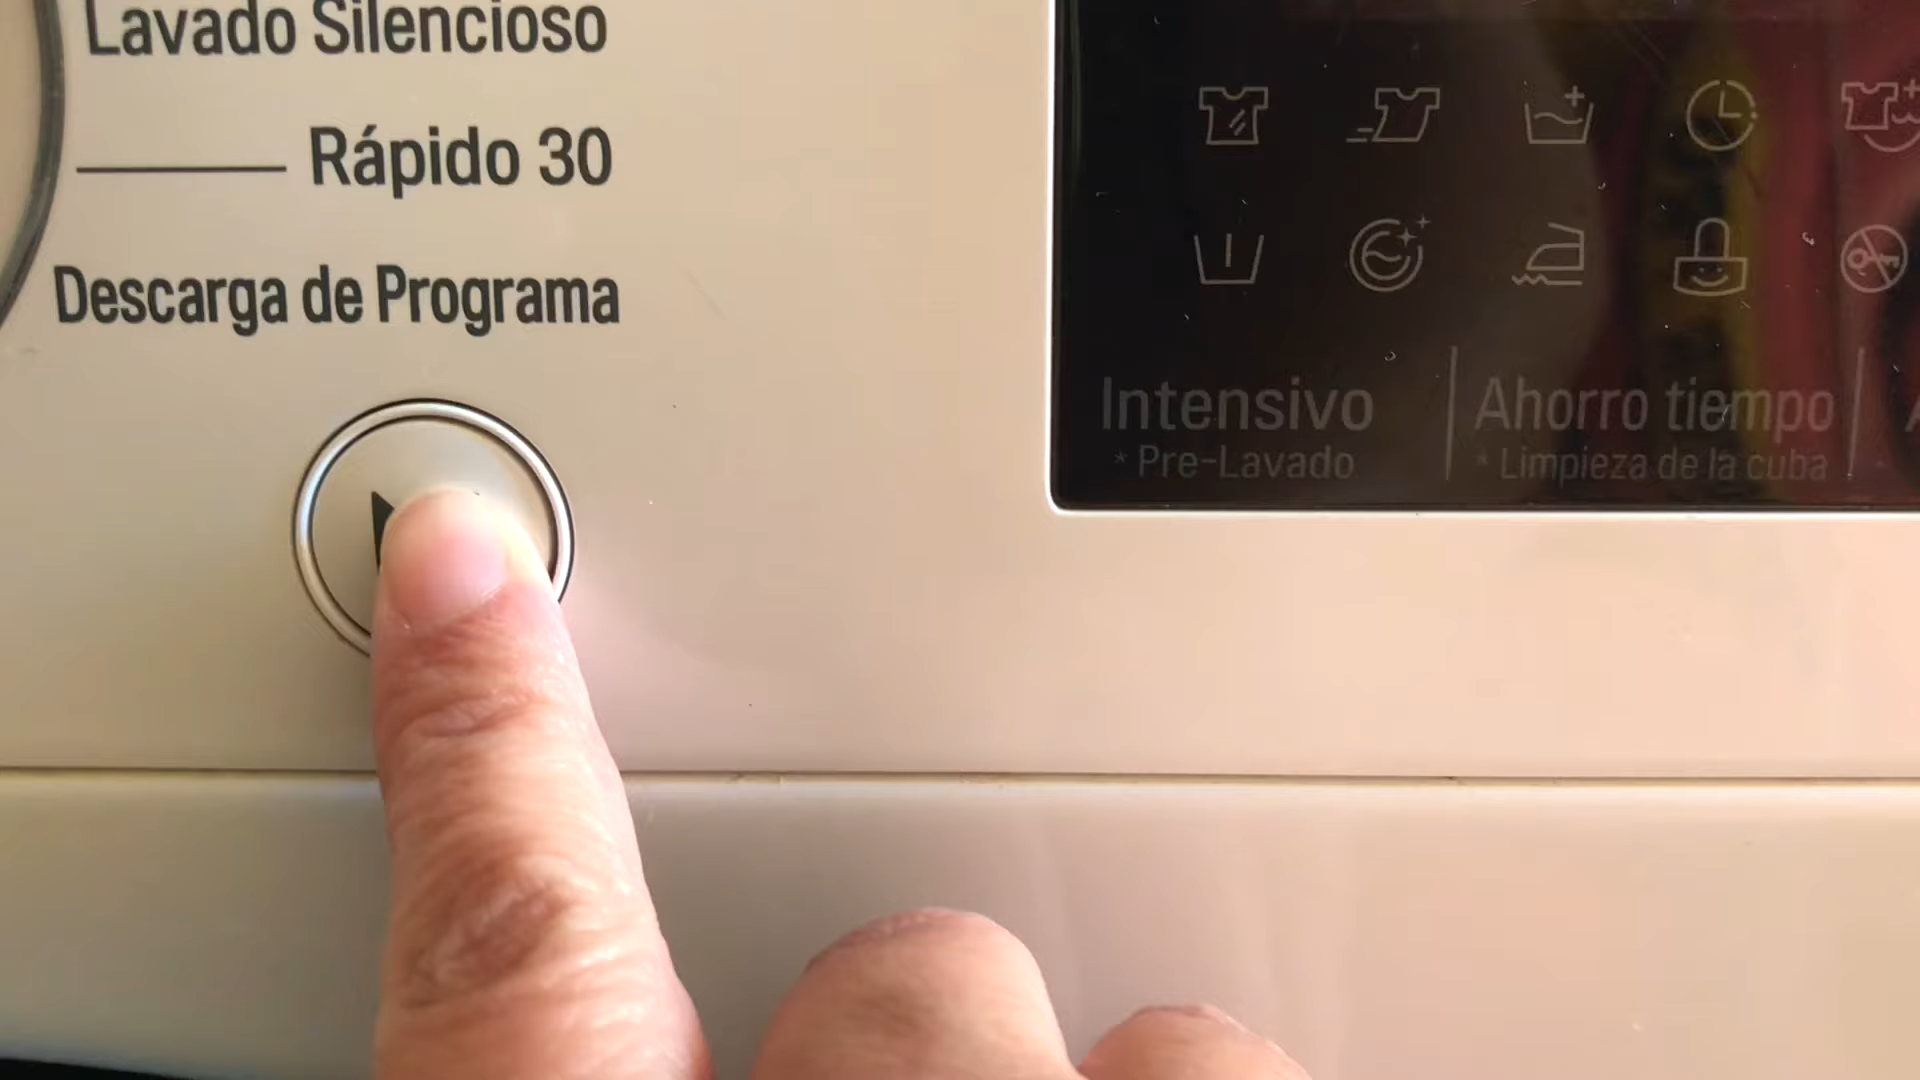 Lavado Silencioso
Rápido 30
Descarga de Programa
Intensivo
* Pre-Lavado
Ahorro tiempo
* Limpieza de la cuba